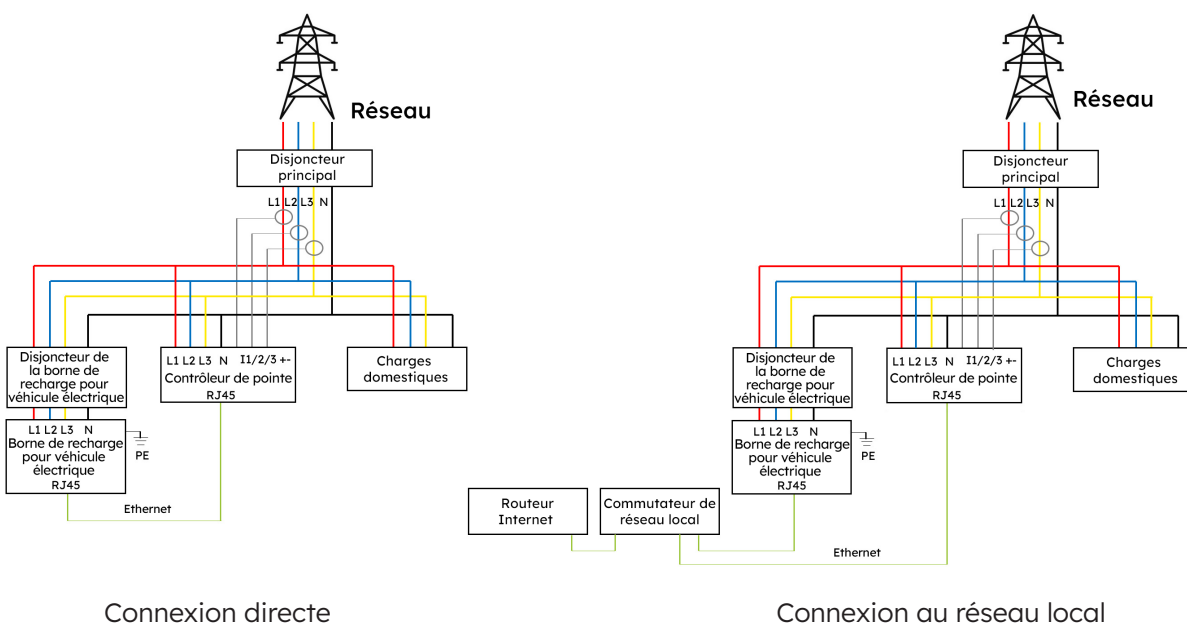 Réseau
Disjoncteur
principal
L1 L2 L3 N
L1 L2 L3 N I1/2/3 +-
Contrôleur de pointe
RJ45
Charges
domestiques
Disjoncteur de
la borne de
recharge pour
véhicule électrique
L1 L2 L3 N
Borne de recharge
pour véhicule
électrique
RJ45
PE
Ethernet
Connexion directe
Réseau
Disjoncteur
principal
L1 L2 L3 N
Disjoncteur de
la borne de
recharge pour
véhicule électrique
L1 L2 L3 N I1/2/3 +-
Contrôleur de pointe
RJ45
Charges
domestiques
L1 L2 L3 N
Borne de recharge
pour véhicule
électrique
RJ45
PE
Routeur
Internet
Commutateur de
réseau local
Ethernet
Connexion au réseau local